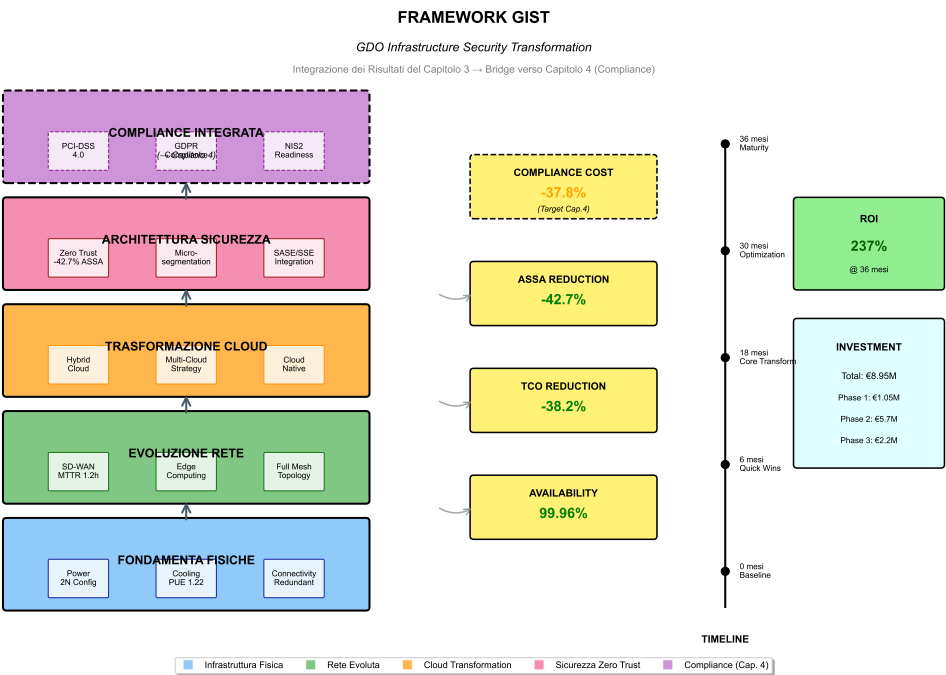 FRAMEWORK GIST
GDO Infrastructure Security Transformation
Integrazione dei Risultati del Capitolo 3 → Bridge verso Capitolo 4 (Compliance)
COMPLIANCE INTEGRATA
PCI-DSS
4.0
GDPR
Compliance
(→ Capitolo 4)
NIS2
Readiness
ARCHITETTURA SICUREZZA
Zero Trust
-42.7% ASSA
Micro-
segmentation
SASE/SSE
Integration
TRASFORMAZIONE CLOUD
Hybrid
Cloud
Multi-Cloud
Strategy
Cloud
Native
EVOLUZIONE RETE
SD-WAN
MTTR 1.2h
Edge
Computing
Full Mesh
Topology
FONDAMENTA FISICHE
Power
2N Config
Cooling
PUE 1.22
Connectivity
Redundant
COMPLIANCE COST
-37.8%
(Target Cap.4)
ASSA REDUCTION
-42.7%
TCO REDUCTION
-38.2%
AVAILABILITY
99.96%
36 mesi
Maturity
30 mesi
Optimization
18 mesi
Core Transform
6 mesi
Quick Wins
0 mesi
Baseline
TIMELINE
ROI
237%
@ 36 mesi
INVESTMENT
Total: €8.95M
Phase 1: €1.05M
Phase 2: €5.7M
Phase 3: €2.2M
Infrastruttura Fisica
Rete Evoluta
Cloud Transformation
Sicurezza Zero Trust
Compliance (Cap. 4)